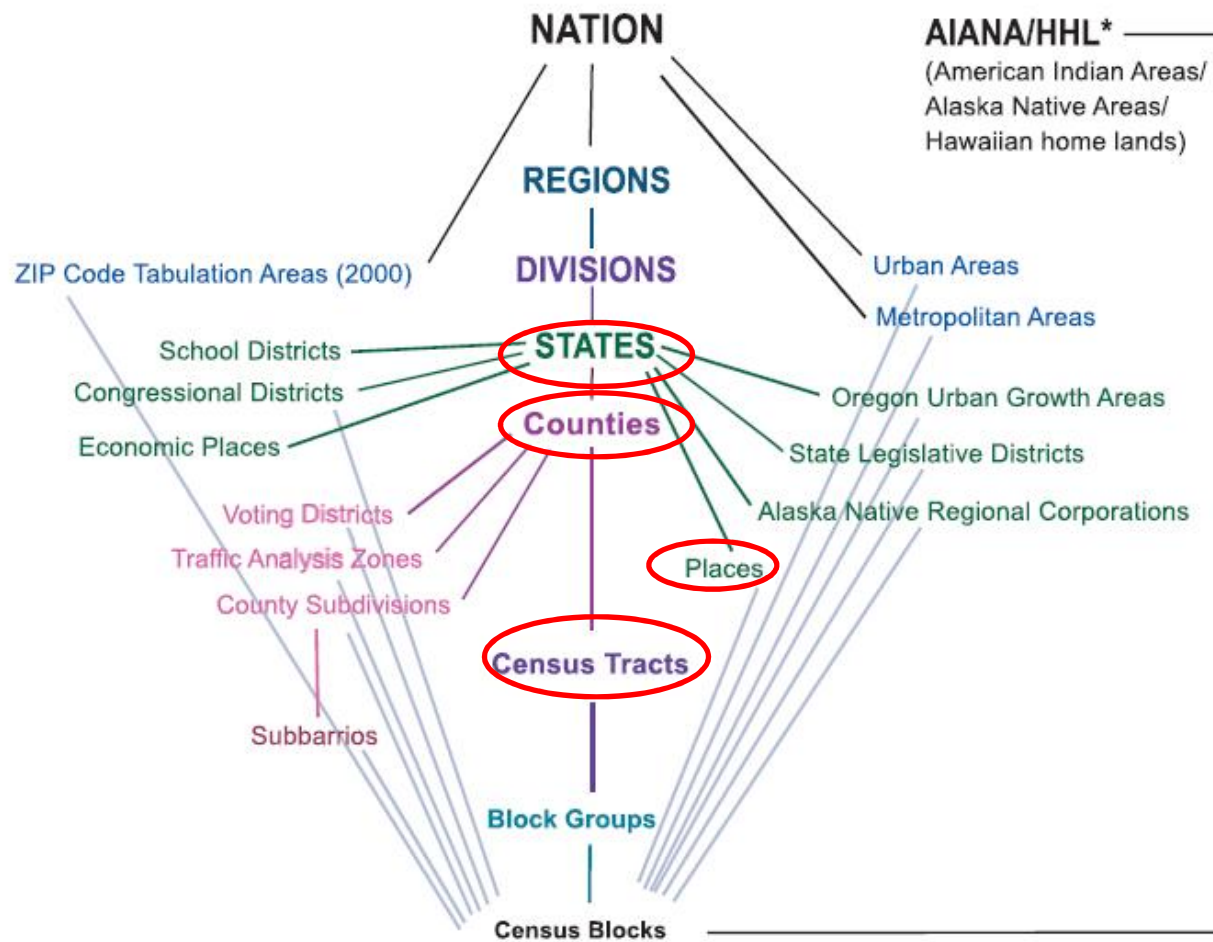 NATION
AIANA/HHL*
(American Indian Areas/
Alaska Native Areas/
Hawaiian home lands)
REGIONS
ZIP Code Tabulation Areas (2000)
DIVISIONS
Urban Areas
Metropolitan Areas
School Districts
STATES
Congressional Districts
Oregon Urban Growth Areas
Counties
Economic Places
State Legislative Districts
Voting Districts
Alaska Native Regional Corporations
Traffic Analysis Zones
Places
County Subdivisions
Census Tracts
Subbarrios
Block Groups
Census Blocks